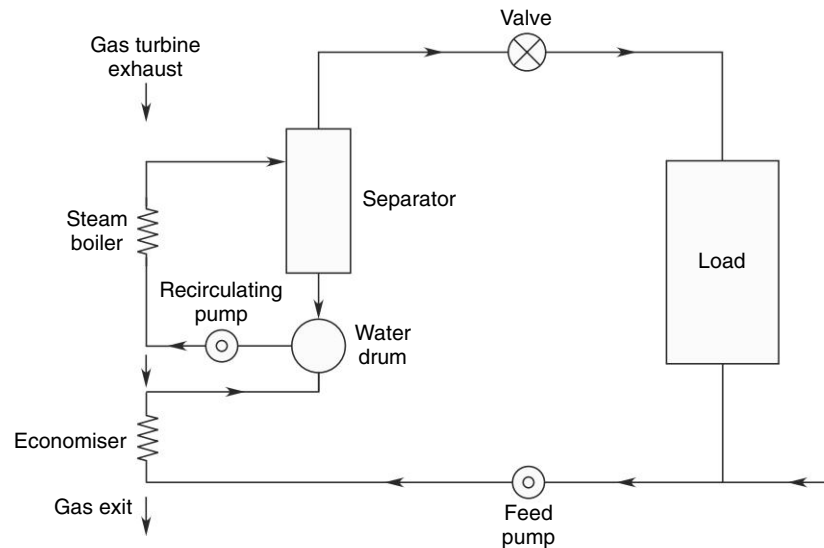 Valve
Gas turbine
exhaust
Separator
Steam
boiler
Load
Recirculating
pump
Water
drum
Economiser
Gas exit
Feed
pump